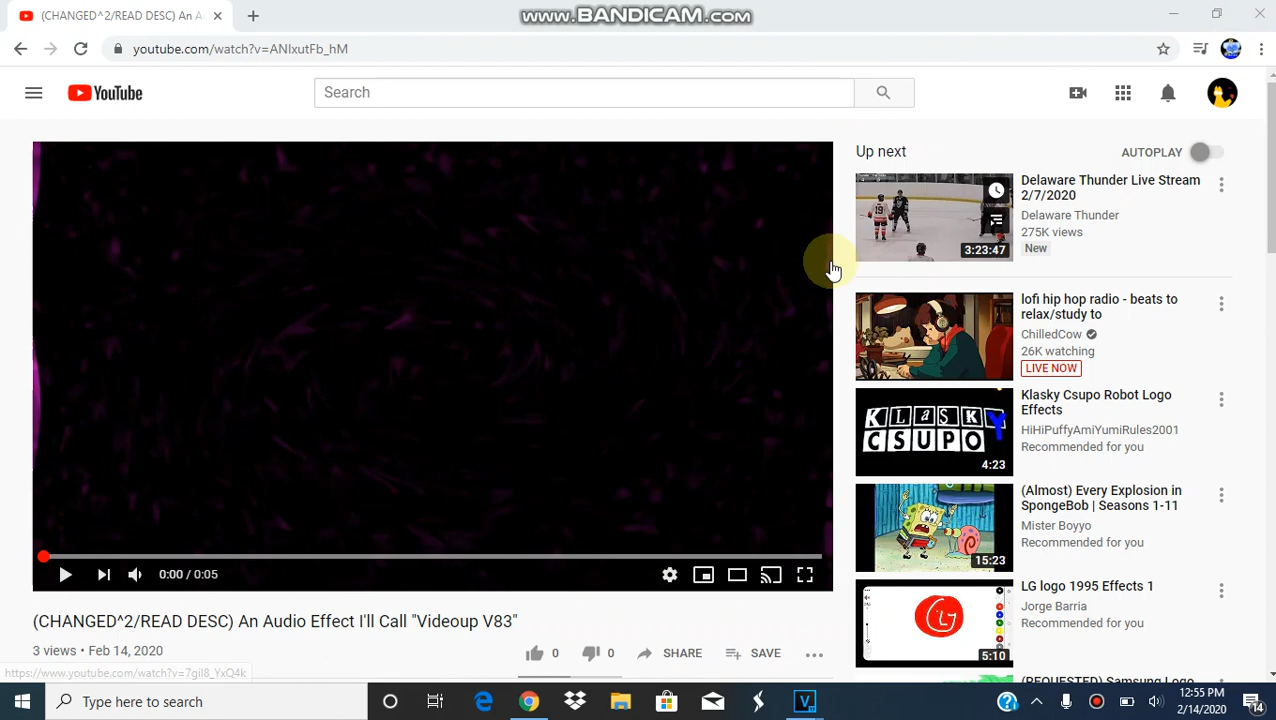 (CHANGED^2/READ DESC) An A
www.BANDICAM.com
youtube.com/watch?v=ANIxutFb_hM
YouTube
Search
Up next
AUTOPLAY
19
3:23:47
Delaware Thunder Live Stream
2/7/2020
Delaware Thunder
275K views
New
lofi hip hop radio - beats to
relax/study to
ChilledCow
26K watching
LIVE NOW
KLASKY
CSUPO
4:23
Klasky Csupo Robot Logo
Effects
HiHiPuffyAmiYumiRules2001
Recommended for you
15:23
(Almost) Every Explosion in
SpongeBob | Seasons 1-11
Mister Boyyo
Recommended for you
LG
5:10
LG logo 1995 Effects 1
Jorge Barria
Recommended for you
(REQUESTED) Samsung Logo
0:00 / 0:05
(CHANGED^2/READ DESC) An Audio Effect I'll Call "Videoup V83"
3 views • Feb 14, 2020
0
0
SHARE
SAVE
https://www.youtube.com/watch?v=7gil8_YxQ4k
Type here to search
12:55 PM
2/14/2020
14